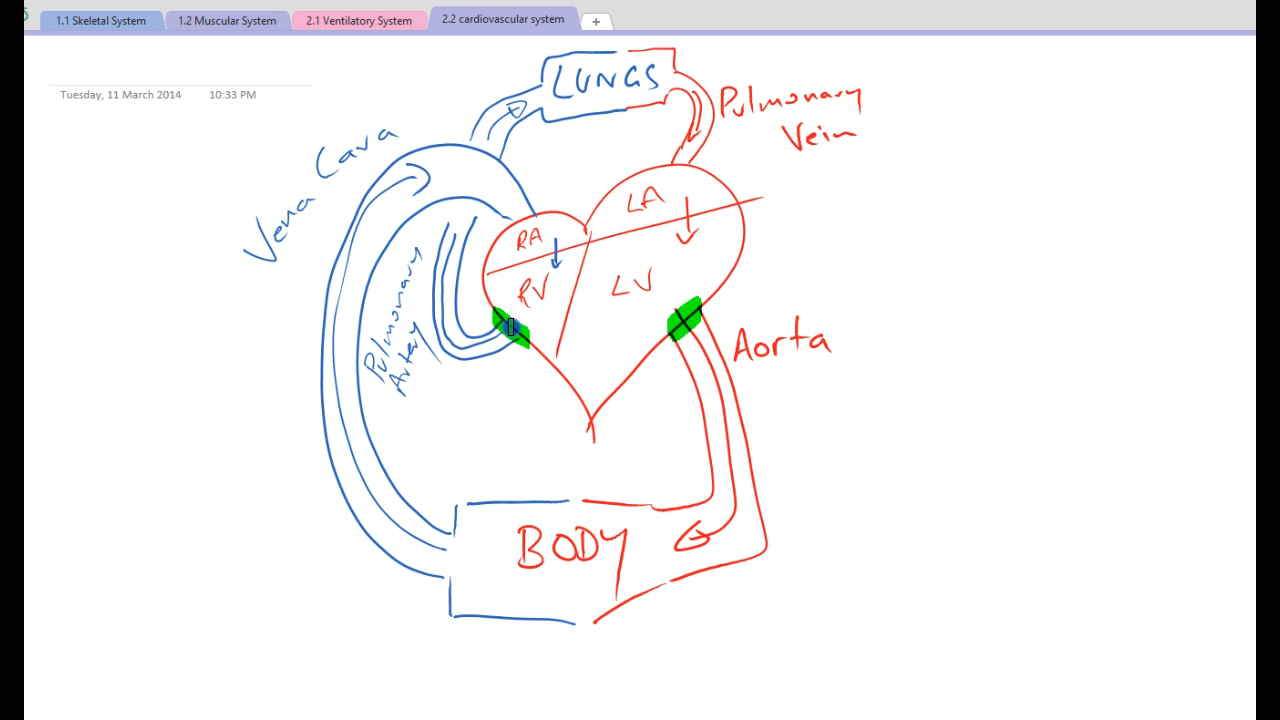 1.1 Skeletal System
1.2 Muscular System
2.1 Ventilatory System
2.2 cardiovascular system
+
Tuesday, 11 March 2014
10:33 PM
LUNGS
Pulmonary
Vein
Vena Cava
LA
RA
RV
LV
Pulmonary
Artery
Aorta
BODY